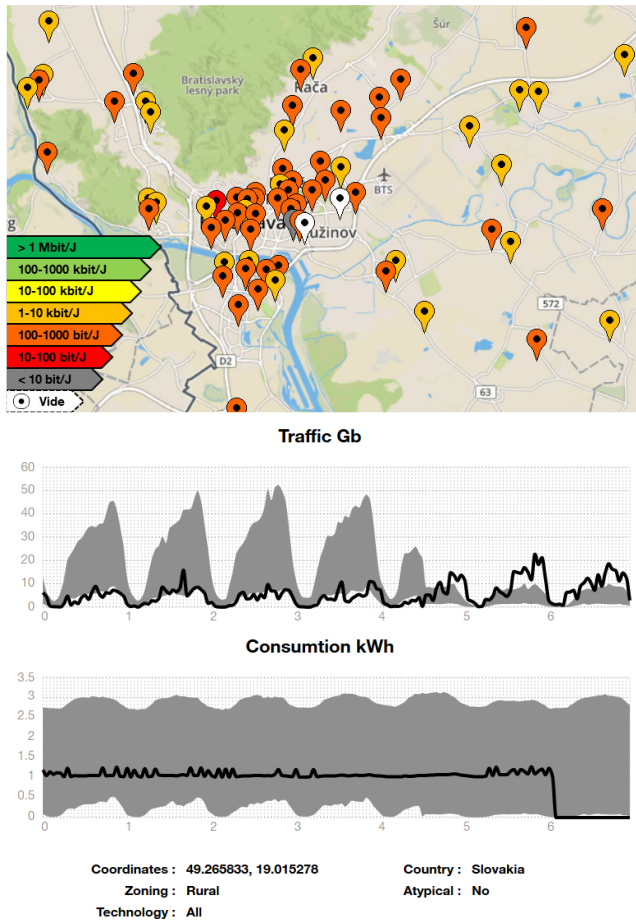 Šúr
Bratislavský
lesný park
Rača
BTS
ava
užinov
g
> 1 Mbit/J
100-1000 kbit/J
10-100 kbit/J
1-10 kbit/J
100-1000 bit/J
10-100 bit/J
< 10 bit/J
Vide
572
D2
63
Traffic Gb
60
50
40
30
20
10
0
0 1 2 3 4 5 6
Consumtion kWh
3.5
3
2.5
2
1.5
1
0.5
0
0 1 2 3 4 5 6
Coordinates : 49.265833, 19.015278 Country : Slovakia
Zoning : Rural Atypical : No
Technology : All